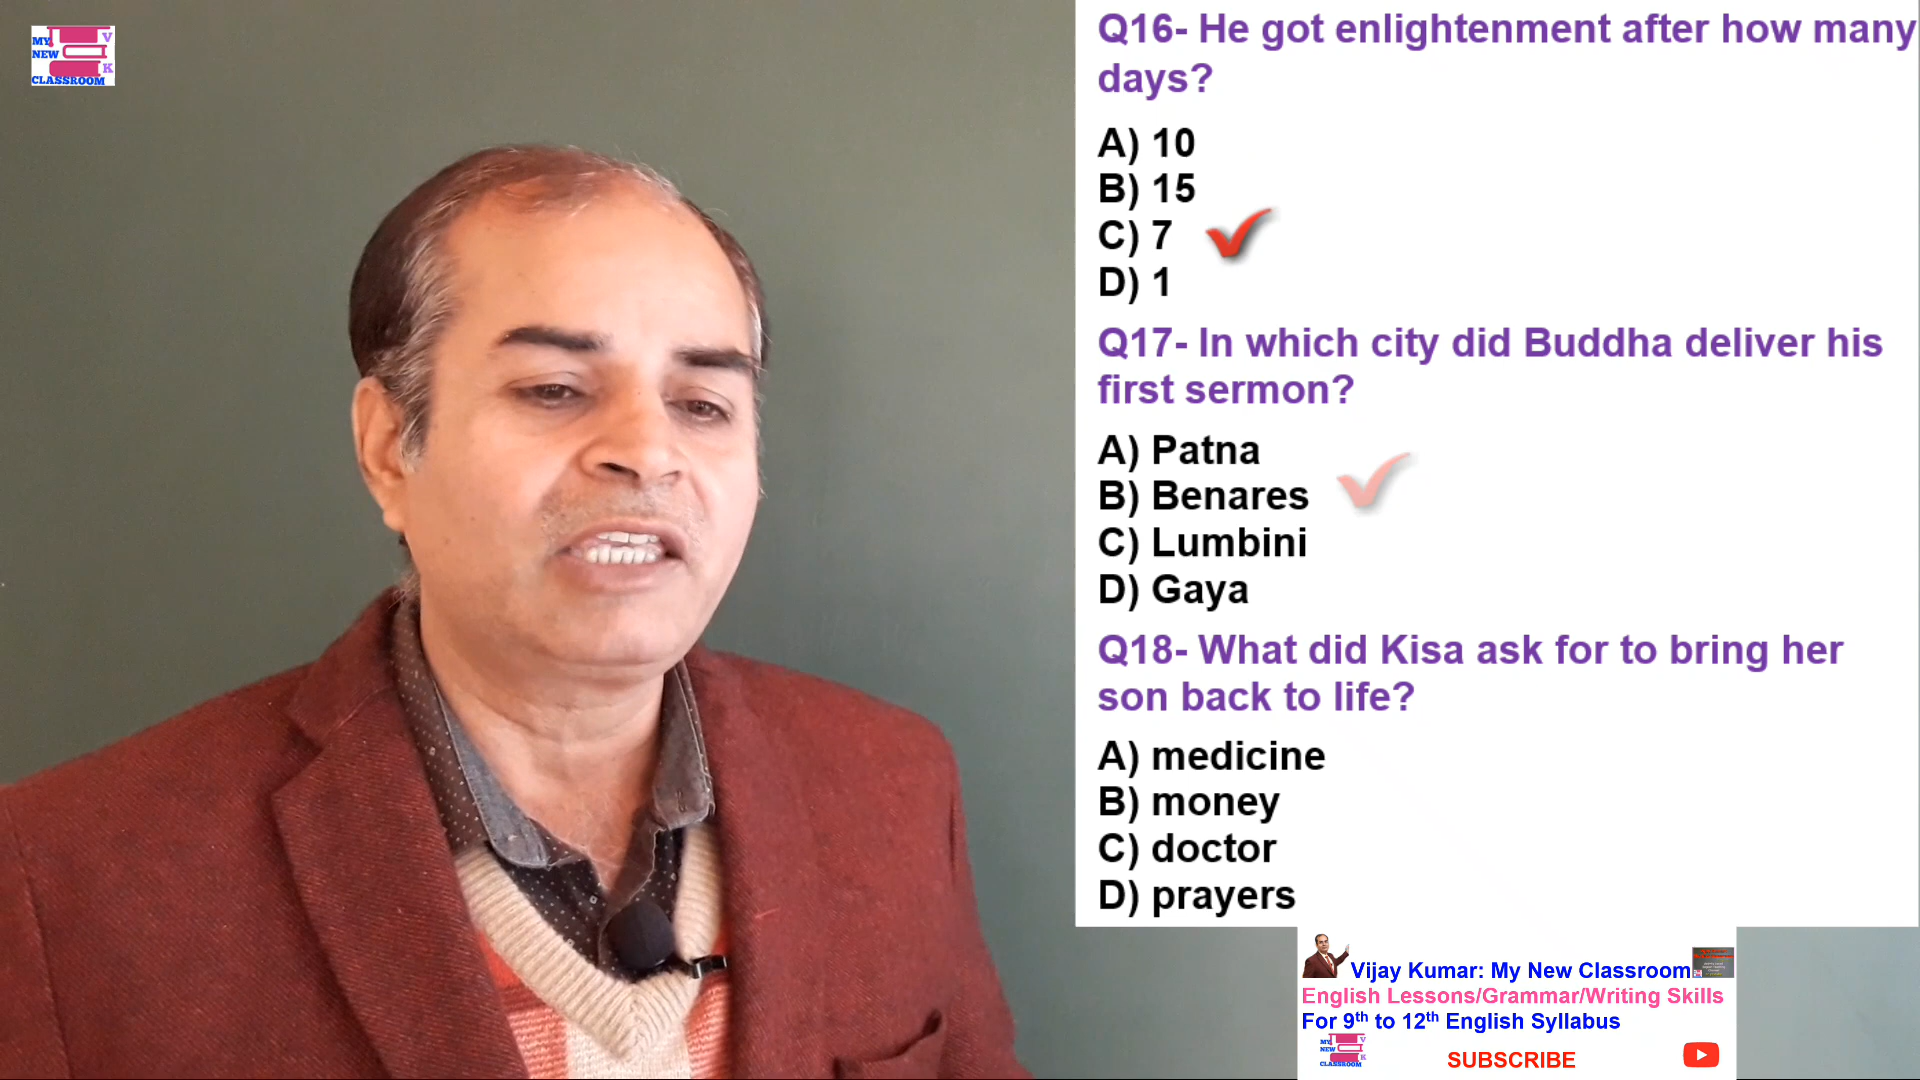 MY
NEW
CLASSROOM
V
K
Q16- He got enlightenment after how many
days?
A) 10
B) 15
C) 7
D) 1
Q17- In which city did Buddha deliver his
first sermon?
A) Patna
B) Benares
C) Lumbini
D) Gaya
Q18- What did Kisa ask for to bring her
son back to life?
A) medicine
B) money
C) doctor
D) prayers
Vijay Kumar: My New Classroom
English Lessons/Grammar/Writing Skills
For 9th to 12th English Syllabus
MY
NEW
CLASSROOM
V
K
SUBSCRIBE